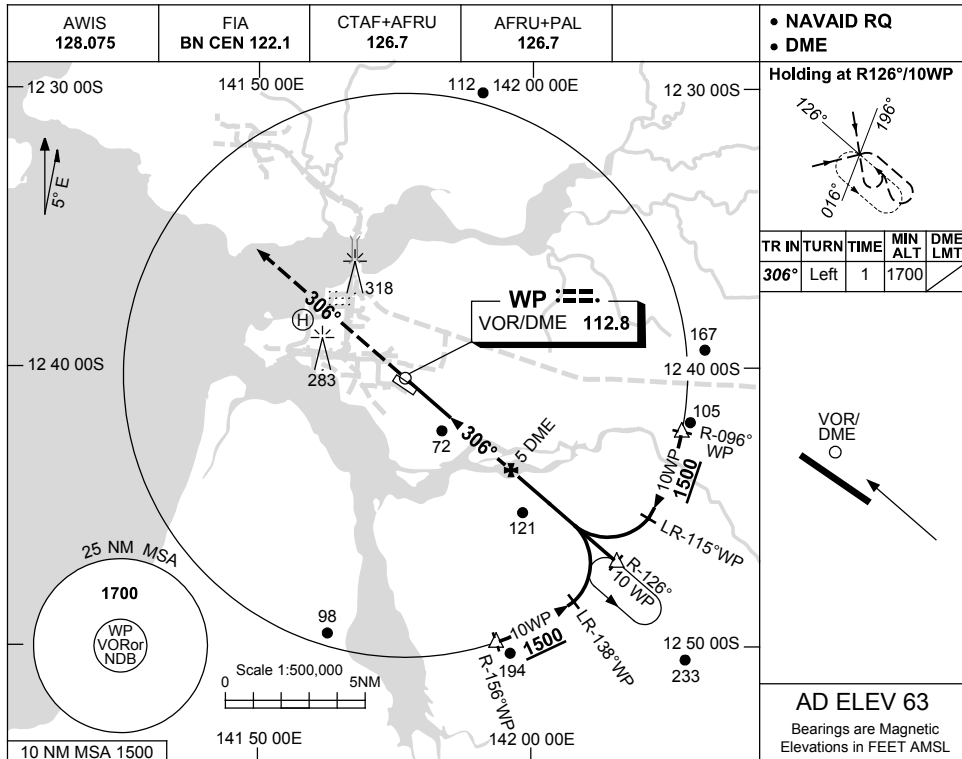 AWIS
128.075
FIA
BN CEN 122.1
CTAF+AFRU
126.7
AFRU+PAL
126.7
• NAVAID RQ
• DME
12 30 00S
141 50 00E
112
142 00 00E
12 30 00S
Holding at R126°/10WP
126°
196°
016°
5° E
TR IN TURN TIME MIN ALT DME LMT
306° Left 1 1700
318
306°
H
WP
VOR/DME 112.8
283
12 40 00S
167
12 40 00S
105
R-096°
WP
10WP
1500
72
306°
5 DME
121
LR-115°WP
R-126°
10 WP
VOR/
DME
25 NM MSA
1700
WP
VORor
NDB
98
10WP
1500
LR-138°WP
R-156°WP
194
12 50 00S
233
Scale 1:500,000
0 5NM
10 NM MSA 1500
141 50 00E
142 00 00E
AD ELEV 63
Bearings are Magnetic
Elevations in FEET AMSL